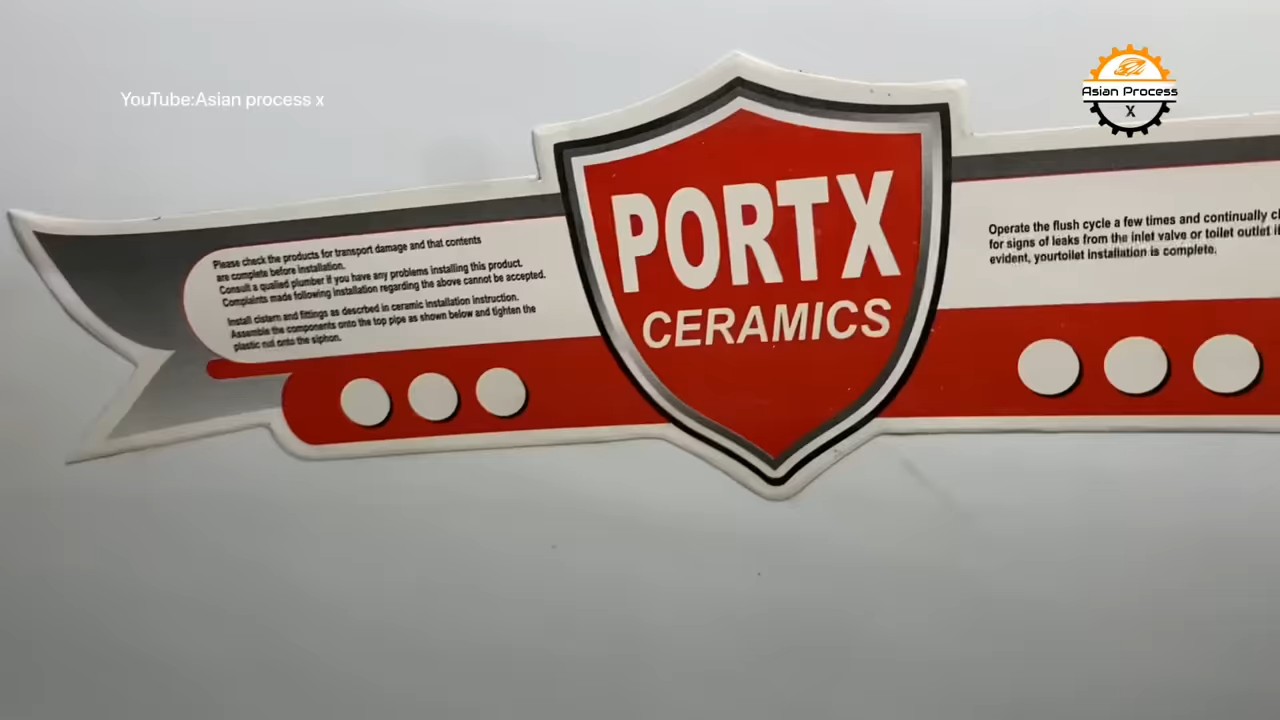 YouTube:Asian process x
Asian Process
X
Please check the products for transport damage and that contents
are complete before installation.
Consult a qualied plumber if you have any problems installing this product.
Complaints made following installation regarding the above cannot be accepted.
Install cistern and fittings as descrbed in ceramic installation instruction.
Assemble the components onto the top pipe as shown below and tighten the
plastic nut onto the siphon.
PORTX
CERAMICS
Operate the flush cycle a few times and continually
for signs of leaks from the inlet valve or toilet outlet
evident, yourtoilet installation is complete.